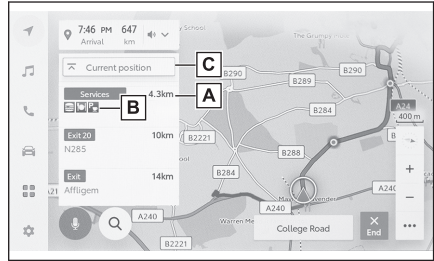 7:46 PM 647
Arrival km
Current position
C
Services 4.3km
A
B
Exit 20 10km
N285
Exit 14km
Affligem
School
The Grumpy
B290
B290
B289
B284
A24
400 m
B2221
B288
B284
A240
A240
Warren Me
College Road
End
B2221